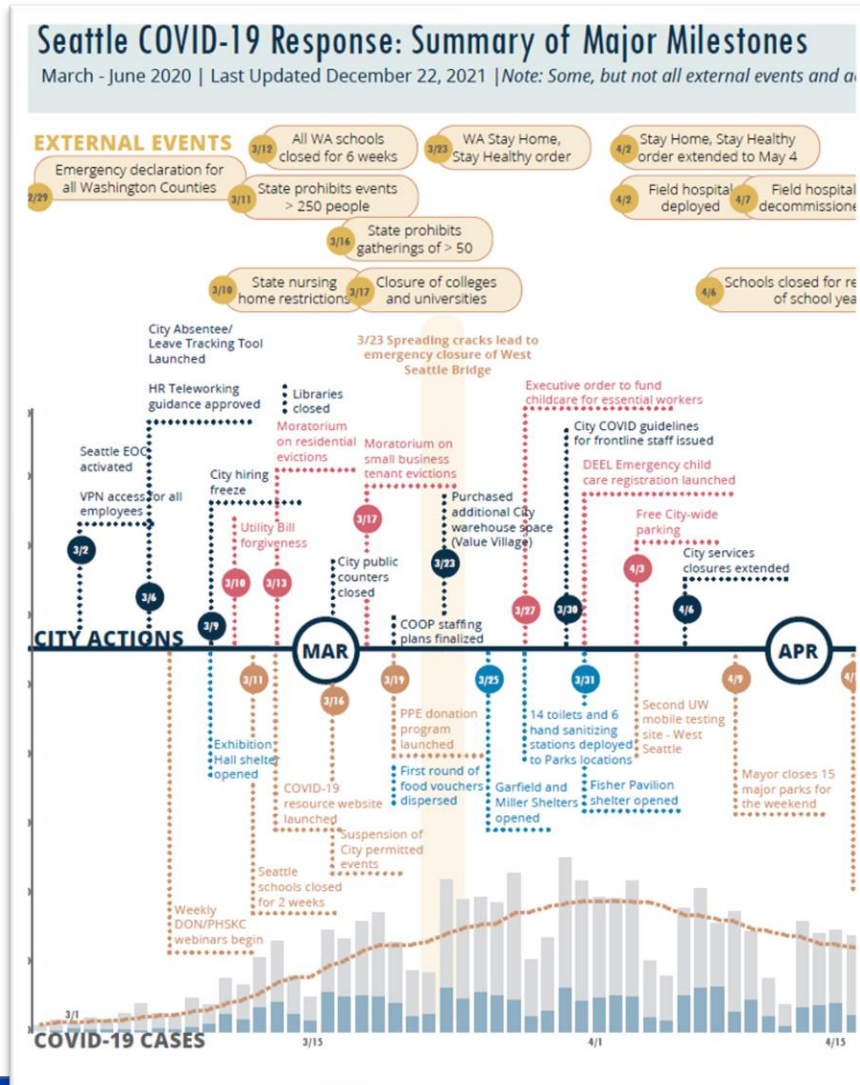 Seattle COVID-19 Response: Summary of Major Milestones
March - June 2020 | Last Updated December 22, 2021 |Note: Some, but not all external events and
EXTERNAL EVENTS
2/29
Emergency declaration for
all Washington Counties
3/12
All WA schools
closed for 6 weeks
3/11
State prohibits events
> 250 people
3/16
State prohibits
gatherings of > 50
3/10
State nursing
home restrictions
3/17
Closure of colleges
and universities
3/23
WA Stay Home,
Stay Healthy order
4/2
Stay Home, Stay Healthy
order extended to May 4
4/2
Field hospital
deployed
4/7
Field hospital
decommissione
4/6
Schools closed for re
of school yea
3/23 Spreading cracks lead to
emergency closure of West
Seattle Bridge
City Absentee/
Leave Tracking Tool
Launched
HR Teleworking
guidance approved
Seattle EOC
activated
VPN access for all
employees
3/2
3/6
City hiring
freeze
3/9
Utility Bill
forgiveness
3/10
Libraries
closed
Moratorium
on residential
evictions
3/13
City public
counters
closed
Moratorium on
small business
tenant evictions
3/17
COOP staffing
plans finalized
Purchased
additional City
warehouse space
(Value Village)
3/23
Executive order to fund
childcare for essential workers
3/27
City COVID guidelines
for frontline staff issued
3/30
DEEL Emergency child
care registration launched
Free City-wide
parking
4/3
City services
closures extended
4/6
CITY ACTIONS
MAR
APR
Weekly
DON/PHSKC
webinars begin
Exhibition
Hall shelter
opened
3/11
Seattle
schools closed
for 2 weeks
COVID-19
resource website
launched
3/16
Suspension of
City permitted
events
3/19
PPE donation
program
launched
First round of
food vouchers
dispersed
3/25
Garfield and
Miller Shelters
opened
14 toilets and 6
hand sanitizing
stations deployed
to Parks locations
3/31
Fisher Pavilion
shelter opened
Second UW
mobile testing
site - West
Seattle
4/9
Mayor closes 15
major parks for
the weekend
3/1
3/15
4/1
4/15
COVID-19 CASES